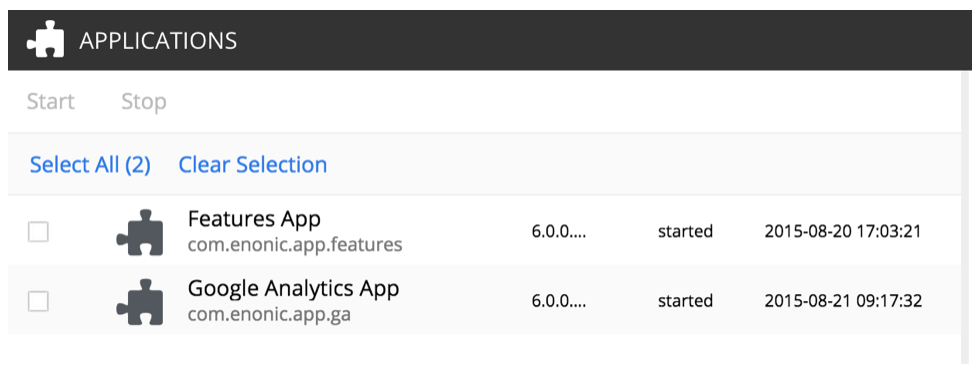 APPLICATIONS
Start Stop
Select All (2) Clear Selection
Features App
com.enonic.app.features 6.0.0.... started 2015-08-20 17:03:21
Google Analytics App
com.enonic.app.ga 6.0.0.... started 2015-08-21 09:17:32